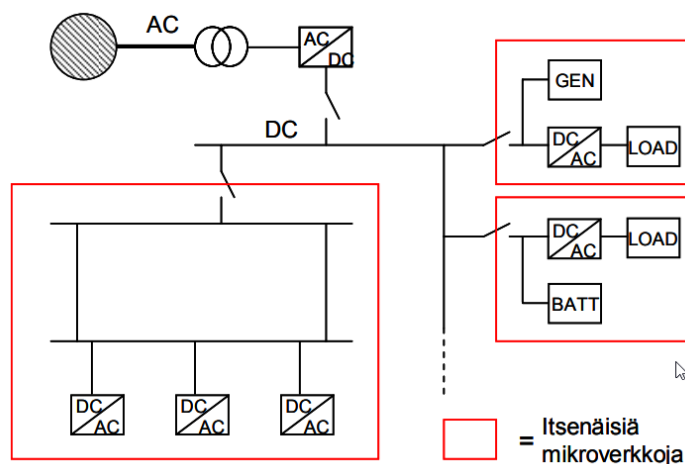 AC
AC
DC
GEN
DC
DC
AC
LOAD
DC
AC
LOAD
BATT
DC
AC
DC
AC
DC
AC
= Itsenäisiä
mikroverkkoja